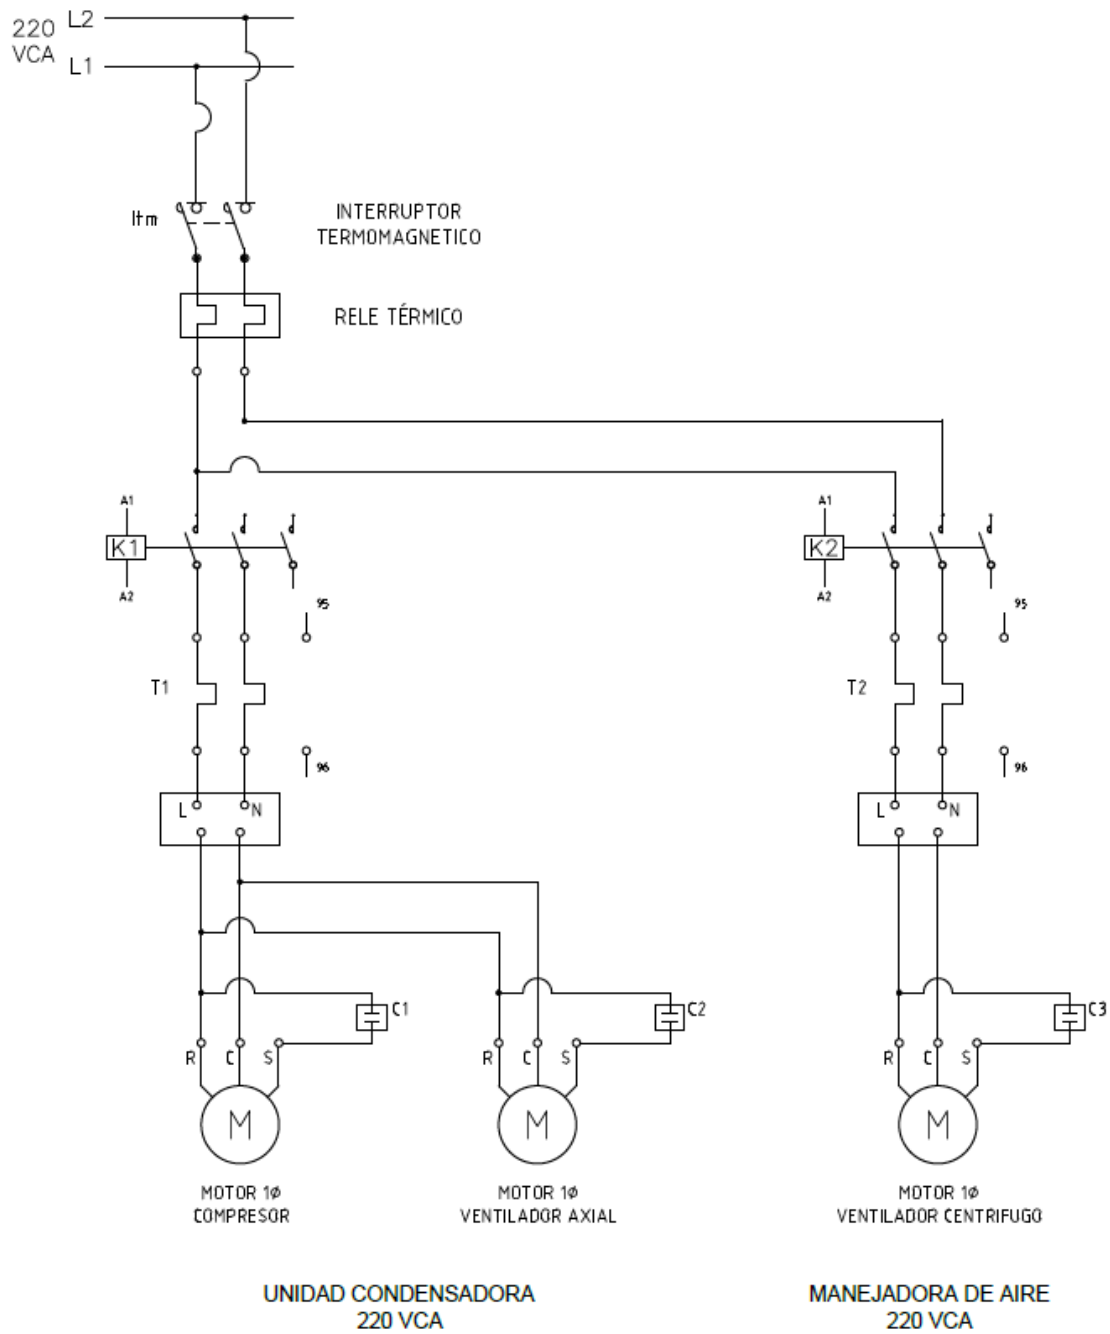 220
VCA
L2
L1
Itm
INTERRUPTOR
TERMOMAGNETICO
RELE TÉRMICO
A1
K1
A2
95
T1
96
L N
A1
K2
A2
95
T2
96
L N
C1
R C S
M
MOTOR 1Ø
COMPRESOR
C2
R C S
M
MOTOR 1Ø
VENTILADOR AXIAL
C3
R C S
M
MOTOR 1Ø
VENTILADOR CENTRIFUGO
UNIDAD CONDENSADORA
220 VCA
MANEJADORA DE AIRE
220 VCA